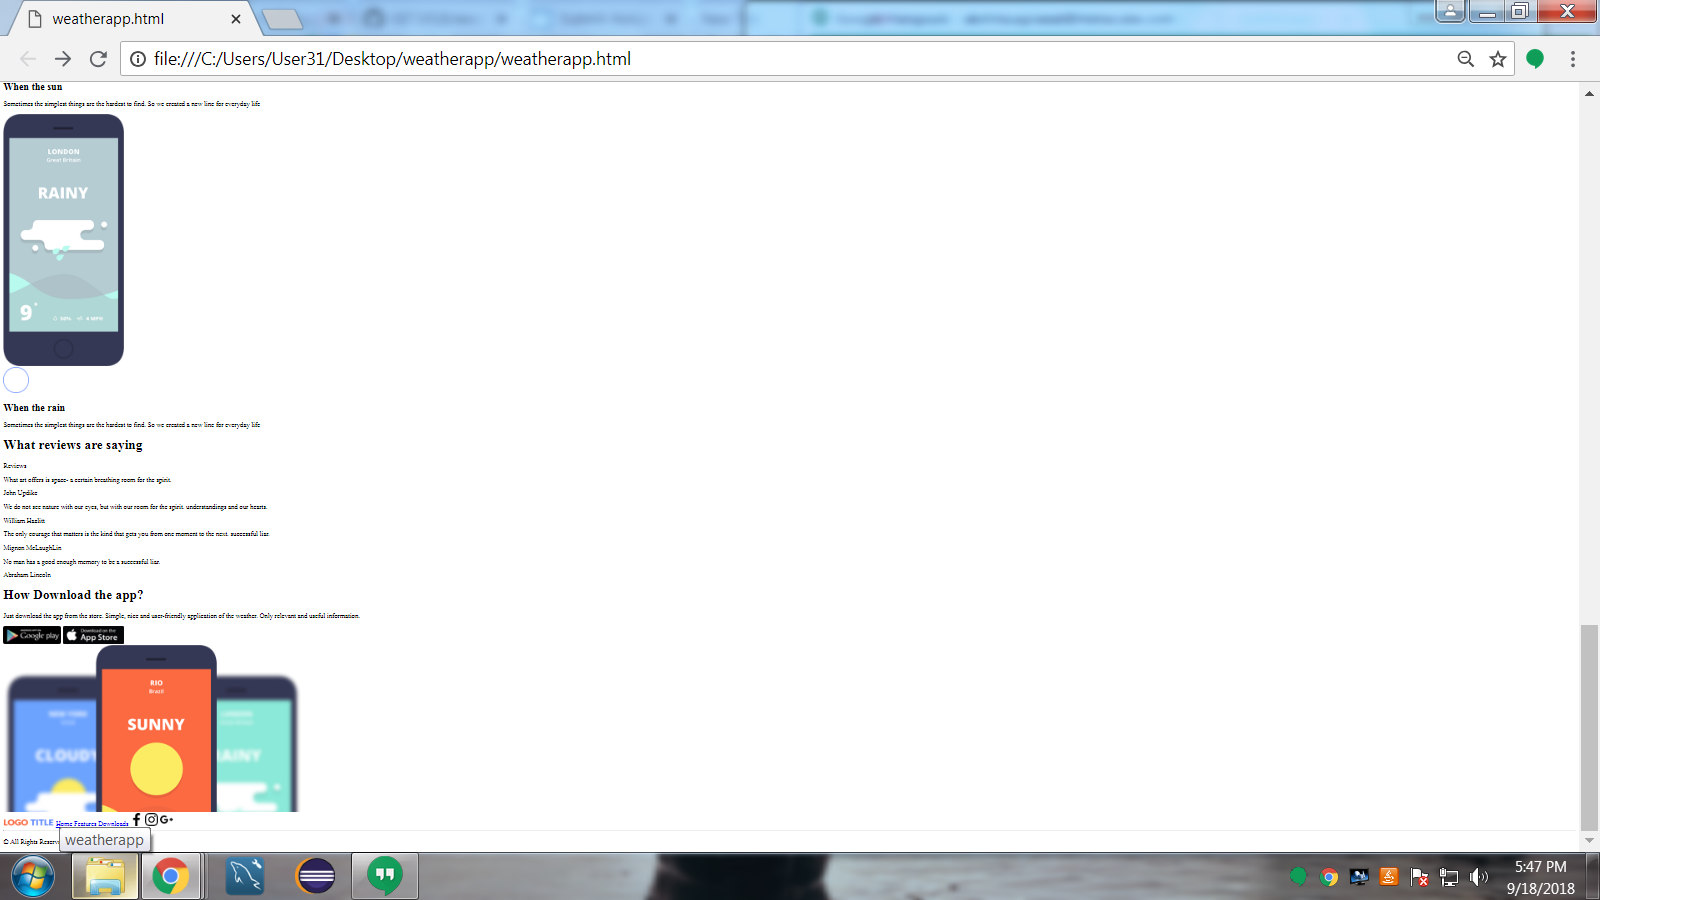 weatherapp.html
file:///C:/Users/User31/Desktop/weatherapp/weatherapp.html
When the sun
Sometimes the simplest things are the hardest to find. So we created a new line for everyday life
LONDON
Great Britain
RAINY
9°
When the rain
Sometimes the simplest things are the hardest to find. So we created a new line for everyday life
What reviews are saying
Reviews
What art offers is space- a certain breathing room for the spirit.
John Updike
We do not see nature with our eyes, but with our room for the spirit. understandings and our hearts.
William Hazlitt
The only courage that matters is the kind that gets you from one moment to the next. successful liar.
Mignon McLaughLin
No man has a good enough memory to be a successful liar.
Abraham Lincoln
How Download the app?
Just download the app from the store. Simple, nice and user-friendly application of the weather. Only relevant and useful information.
Google play
Download on the
App Store
RIO
Brazil
SUNNY
NEW YORK
LONDON
CLOUDY
RAINY
LOGO TITLE Home Features Downloads G+
© All Rights Reserv
weatherapp
5:47 PM
9/18/2018